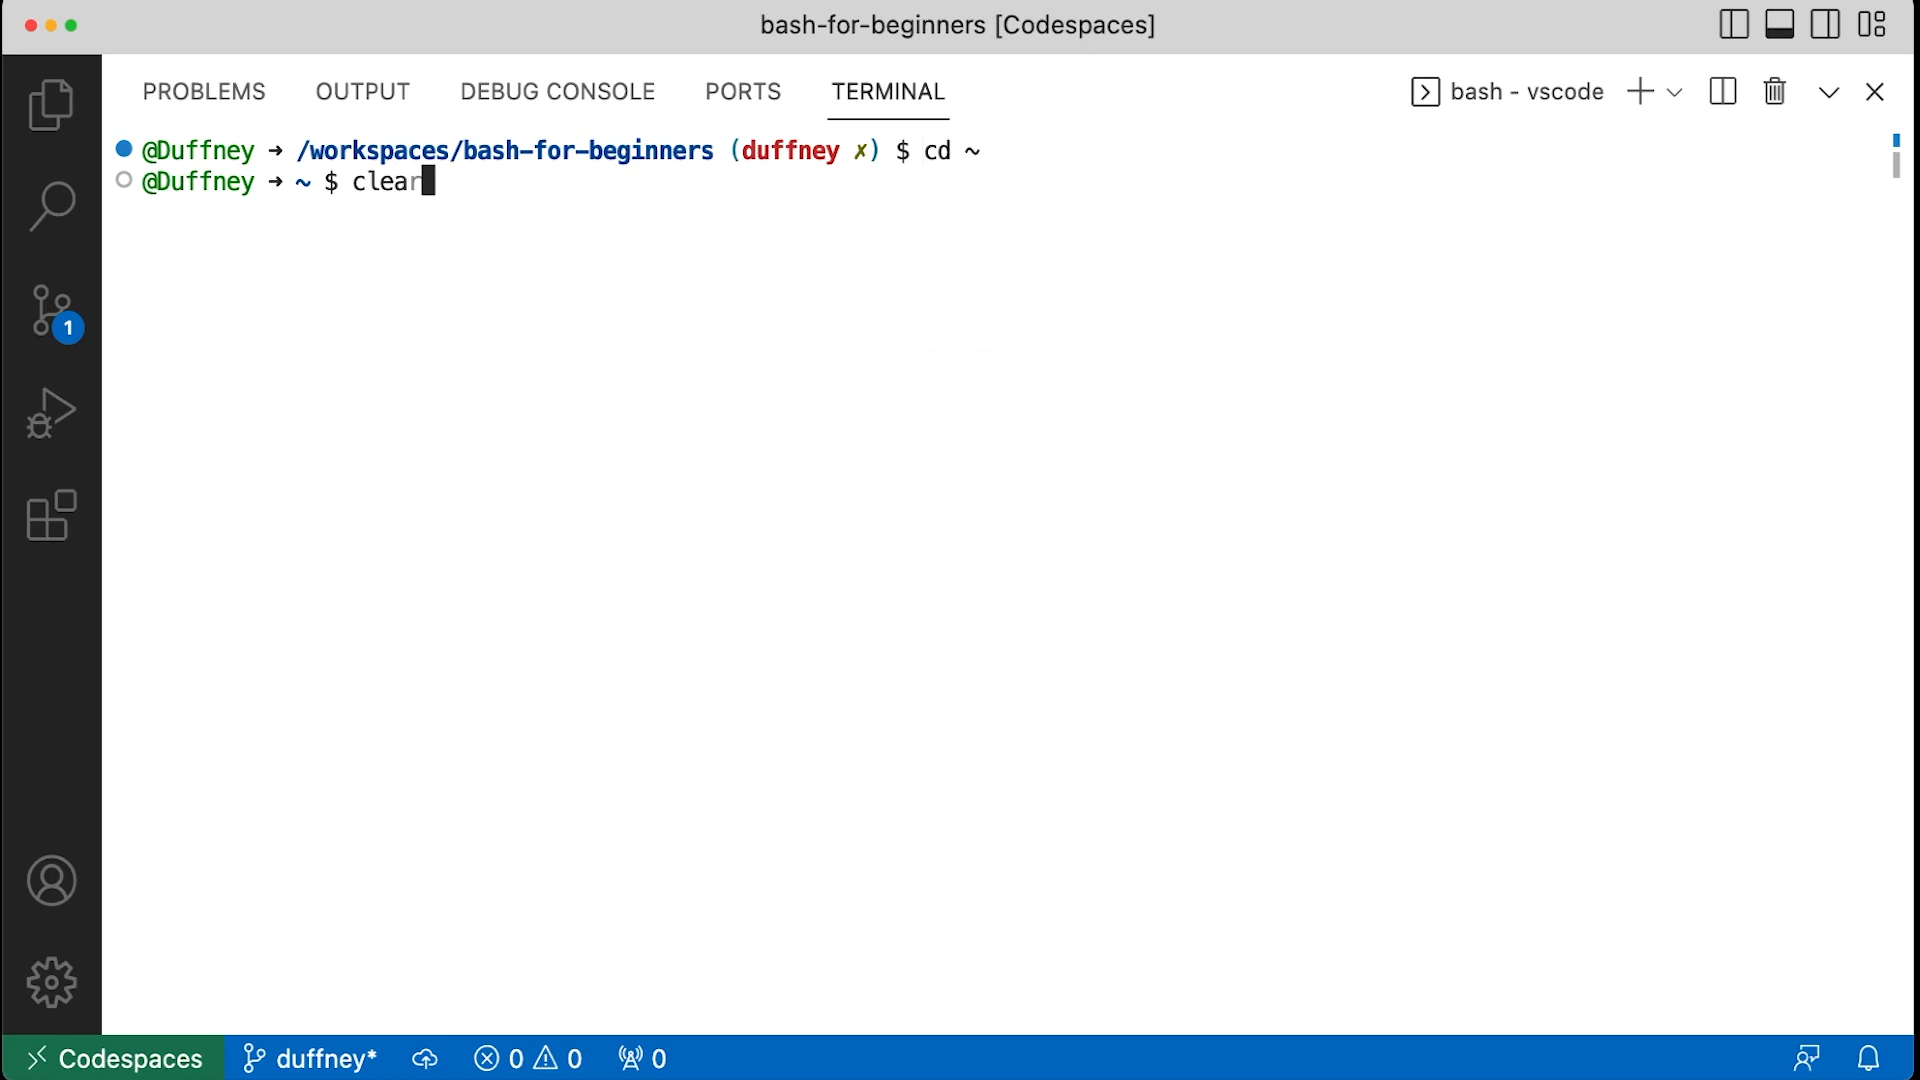 bash-for-beginners [Codespaces]
PROBLEMS OUTPUT DEBUG CONSOLE PORTS TERMINAL bash - vscode
@Duffney → /workspaces/bash-for-beginners (duffney ✗) $ cd ~
@Duffney → ~ $ clear
1
Codespaces duffney* 0 0 0